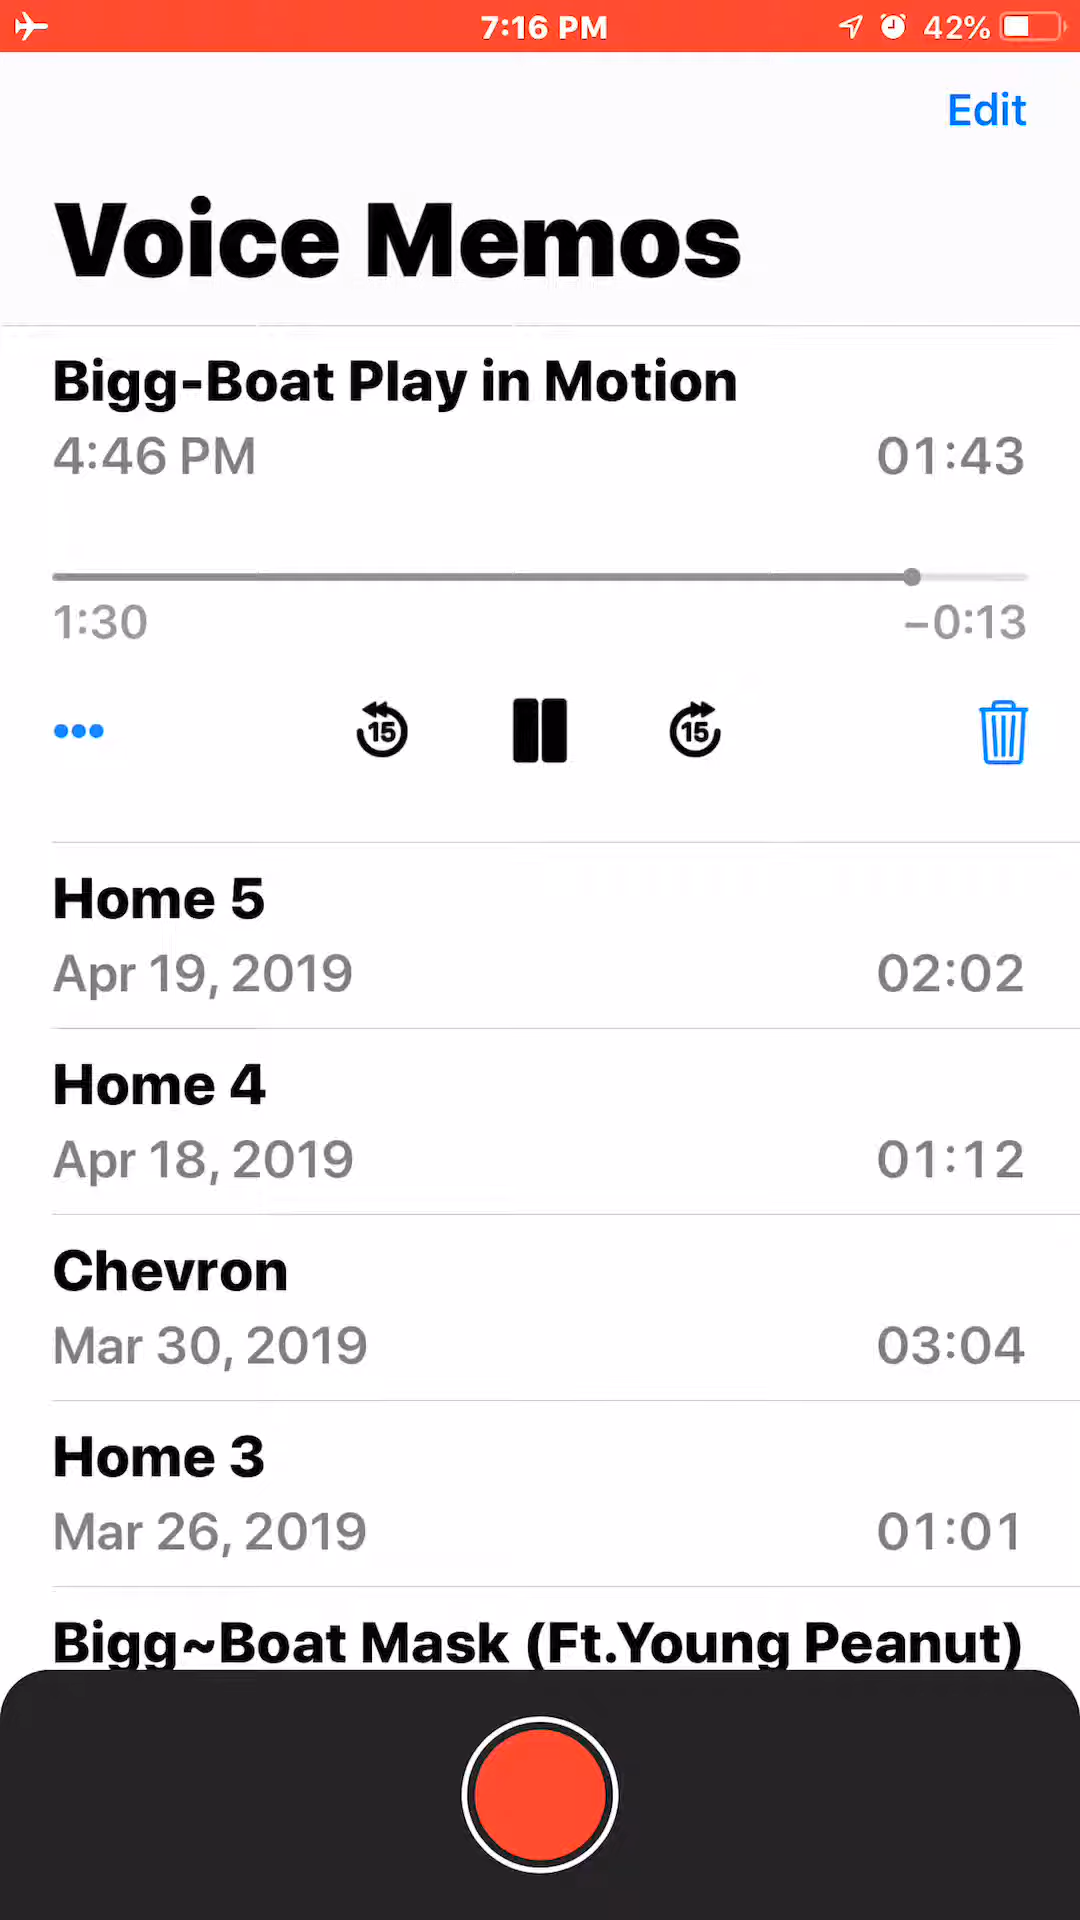 7:16 PM 42%
Edit
Voice Memos
Bigg-Boat Play in Motion
4:46 PM 01:43
1:30 −0:13
15 15
Home 5
Apr 19, 2019 02:02
Home 4
Apr 18, 2019 01:12
Chevron
Mar 30, 2019 03:04
Home 3
Mar 26, 2019 01:01
Bigg~Boat Mask (Ft.Young Peanut)